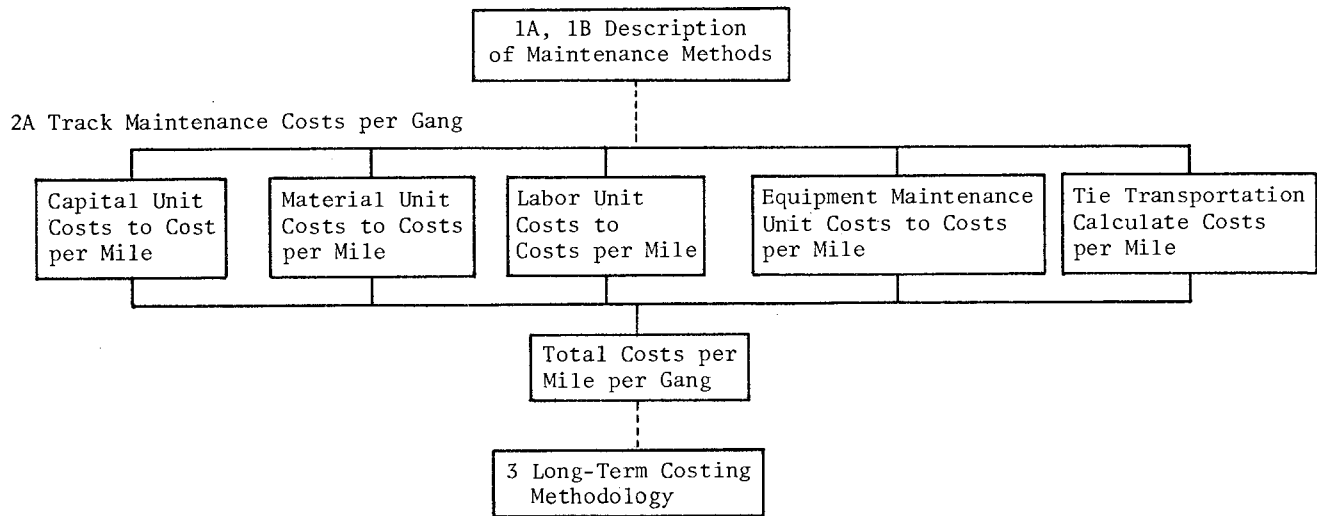 1A, 1B Description
of Maintenance Methods
2A Track Maintenance Costs per Gang
Capital Unit
Costs to Cost
per Mile
Material Unit
Costs to Costs
per Mile
Labor Unit
Costs to
Costs per Mile
Equipment Maintenance
Unit Costs to Costs
per Mile
Tie Transportation
Calculate Costs
per Mile
Total Costs per
Mile per Gang
3 Long-Term Costing
Methodology